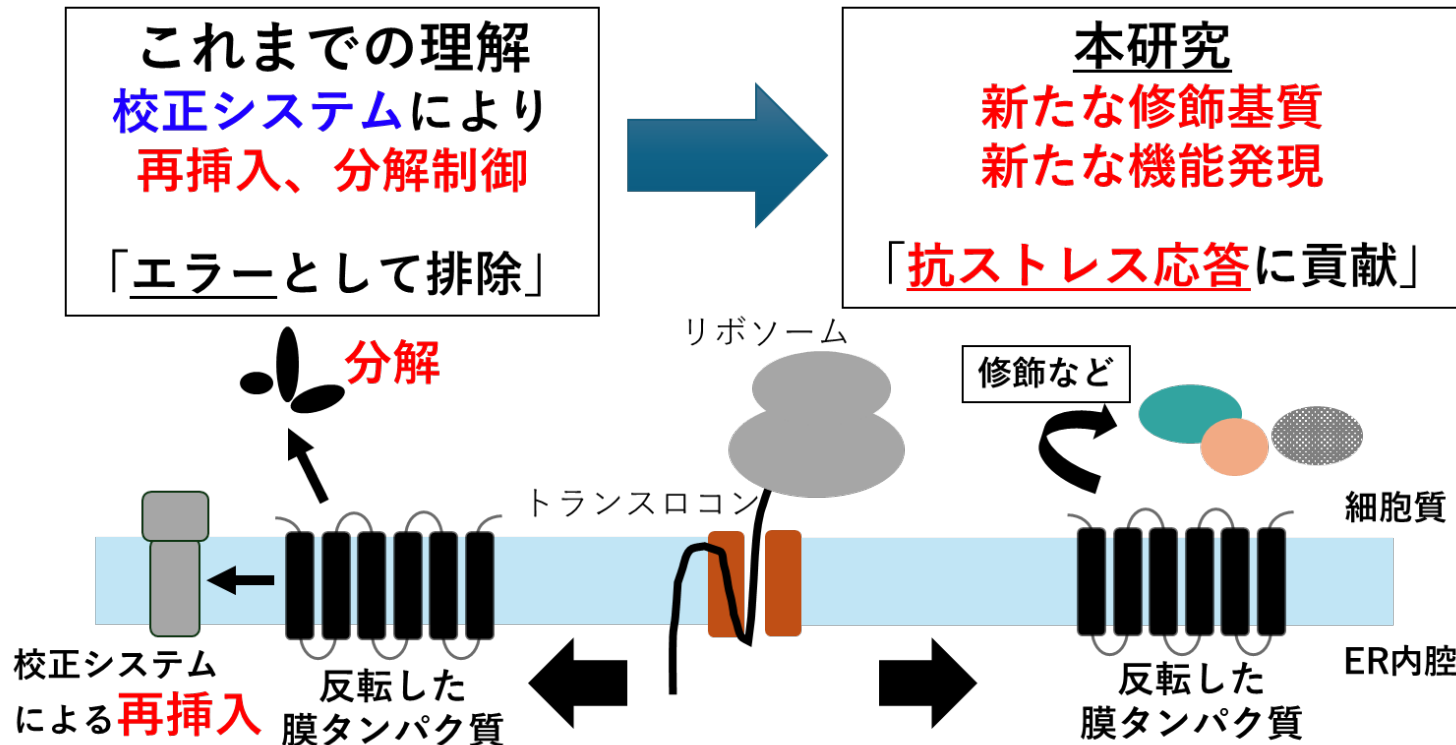 これまでの理解
校正システムにより
再挿入、分解制御
「エラーとして排除」
本研究
新たな修飾基質
新たな機能発現
「抗ストレス応答に貢献」
分解
リボソーム
修飾など
トランスロコン
細胞質
校正システム
による再挿入
反転した
膜タンパク質
反転した
膜タンパク質
ER内腔